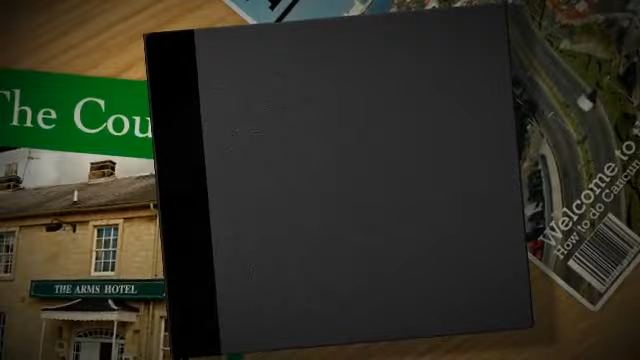 The Cou
THE ARMS HOTEL
Welcome to
How to do Cancun